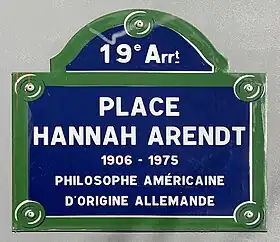 19e Arrt
PLACE
HANNAH ARENDT
1906 - 1975
PHILOSOPHE AMÉRICAINE
D'ORIGINE ALLEMANDE